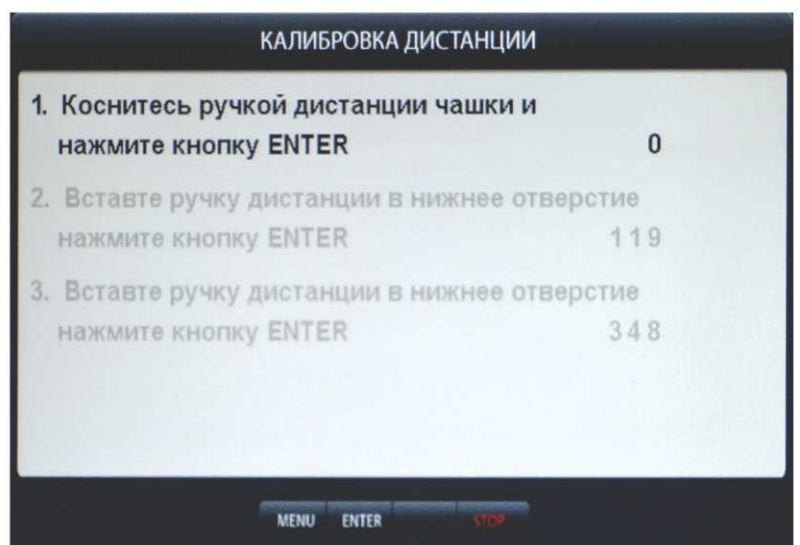 КАЛИБРОВКА ДИСТАНЦИИ
1. Коснитесь ручкой дистанции чашки и
нажмите кнопку ENTER 0
2. Вставте ручку дистанции в нижнее отверстие
нажмите кнопку ENTER 119
3. Вставте ручку дистанции в нижнее отверстие
нажмите кнопку ENTER 348
MENU ENTER STOP